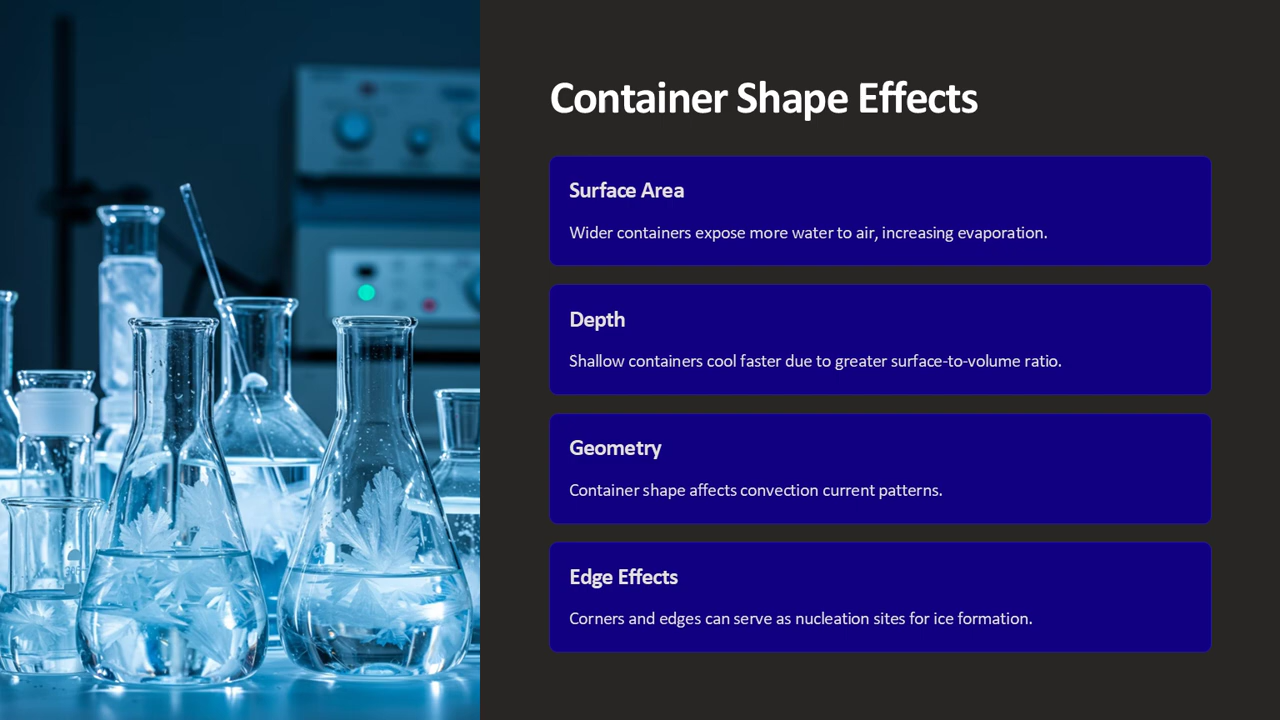 Container Shape Effects
Surface Area
Wider containers expose more water to air, increasing evaporation.
Depth
Shallow containers cool faster due to greater surface-to-volume ratio.
Geometry
Container shape affects convection current patterns.
Edge Effects
Corners and edges can serve as nucleation sites for ice formation.